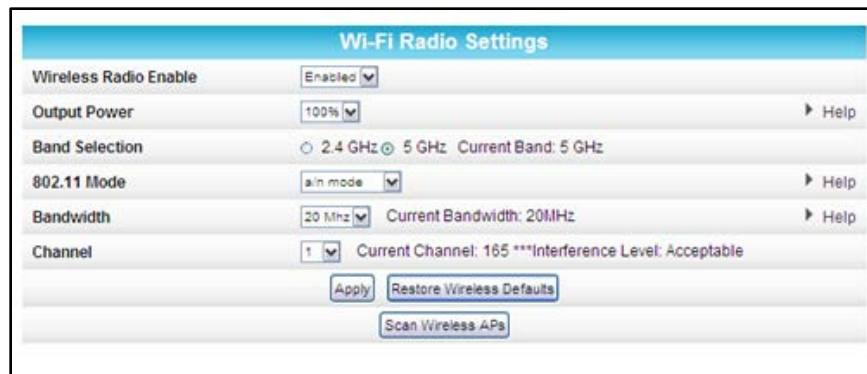 Wi-Fi Radio Settings
Wireless Radio Enable Enabled
Output Power 100% Help
Band Selection 2.4 GHz 5 GHz Current Band: 5 GHz
802.11 Mode a/n mode Help
Bandwidth 20 Mhz Current Bandwidth: 20MHz Help
Channel 1 Current Channel: 165 ***Interference Level: Acceptable
Apply Restore Wireless Defaults
Scan Wireless APs